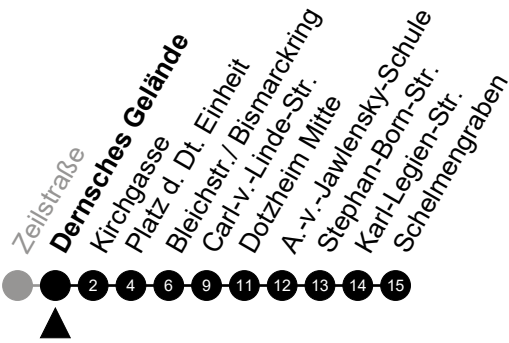 Zeilstraße
Dernsches Gelände
Kirchgasse
Platz d. Dt. Einheit
Bleichstr./ Bismarckring
Carl-v.-Linde-Str.
Dotzheim Mitte
A.-v.-Jawlensky-Schule
Stephan-Born-Str.
Karl-Legien-Str.
Schelmengraben
2 4 6 9 11 12 13 14 15